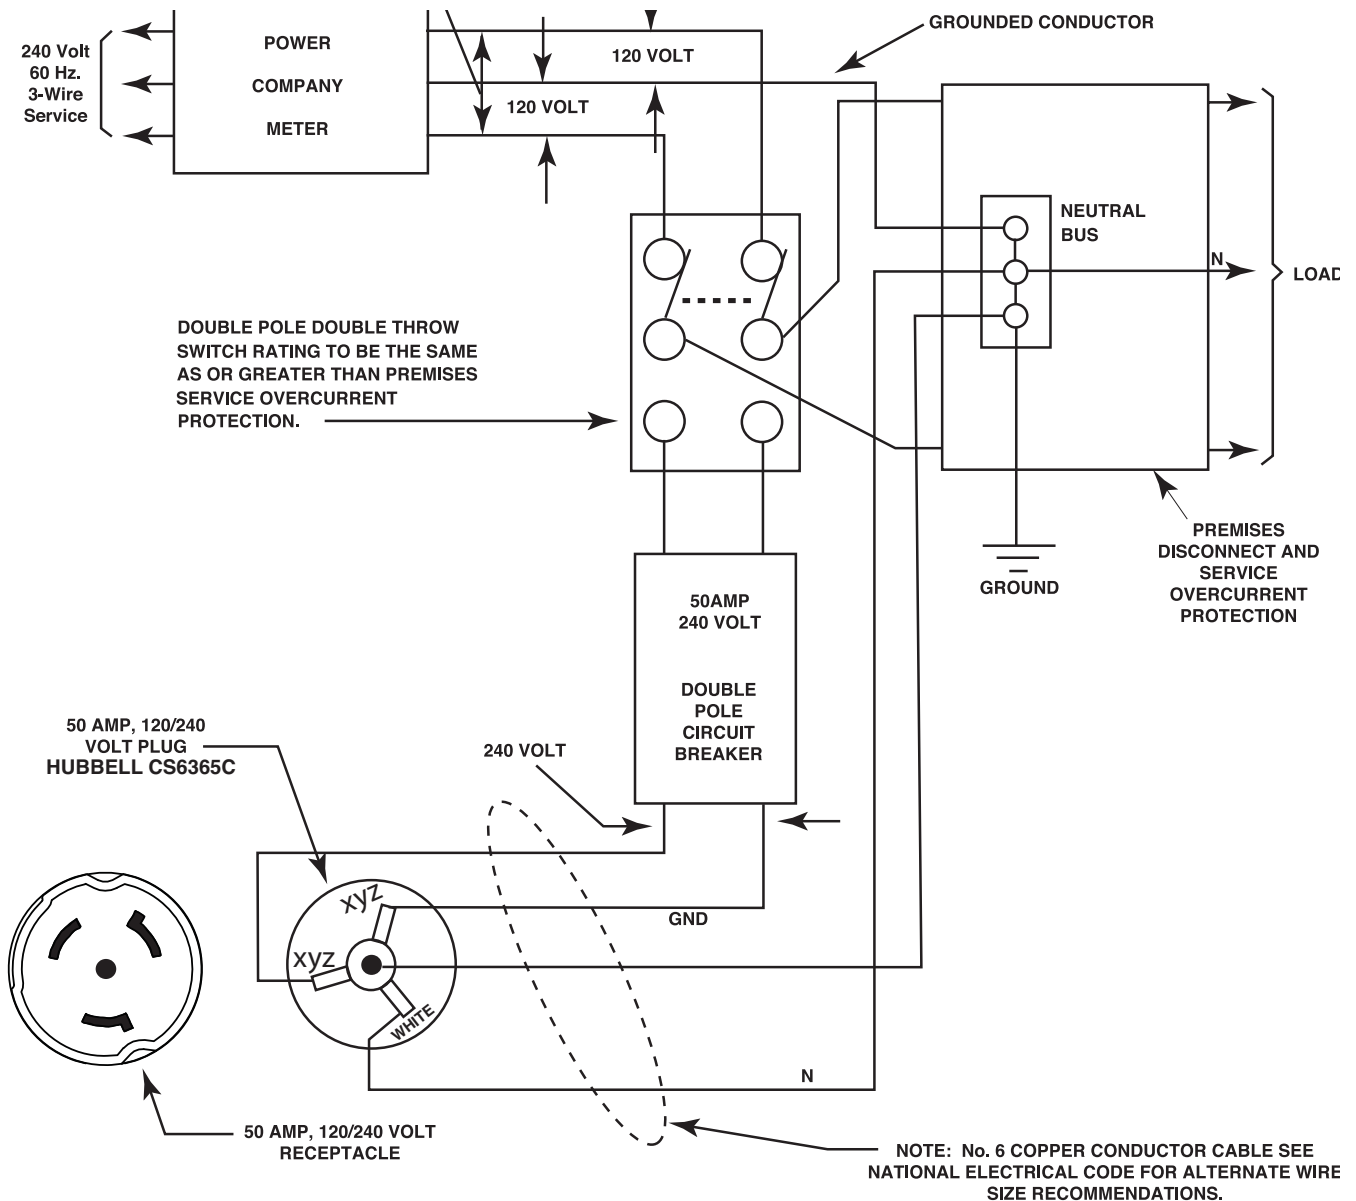 GROUNDED CONDUCTOR
240 Volt
60 Hz.
3-Wire
Service
POWER
COMPANY
METER
120 VOLT
120 VOLT
NEUTRAL
BUS
N
LOAD
DOUBLE POLE DOUBLE THROW
SWITCH RATING TO BE THE SAME
AS OR GREATER THAN PREMISES
SERVICE OVERCURRENT
PROTECTION.
GROUND
PREMISES
DISCONNECT AND
SERVICE
OVERCURRENT
PROTECTION
50AMP
240 VOLT
DOUBLE
POLE
CIRCUIT
BREAKER
50 AMP, 120/240
VOLT PLUG
HUBBELL CS6365C
240 VOLT
xyz
xyz
WHITE
GND
N
50 AMP, 120/240 VOLT
RECEPTACLE
NOTE: No. 6 COPPER CONDUCTOR CABLE SEE
NATIONAL ELECTRICAL CODE FOR ALTERNATE WIRE
SIZE RECOMMENDATIONS.